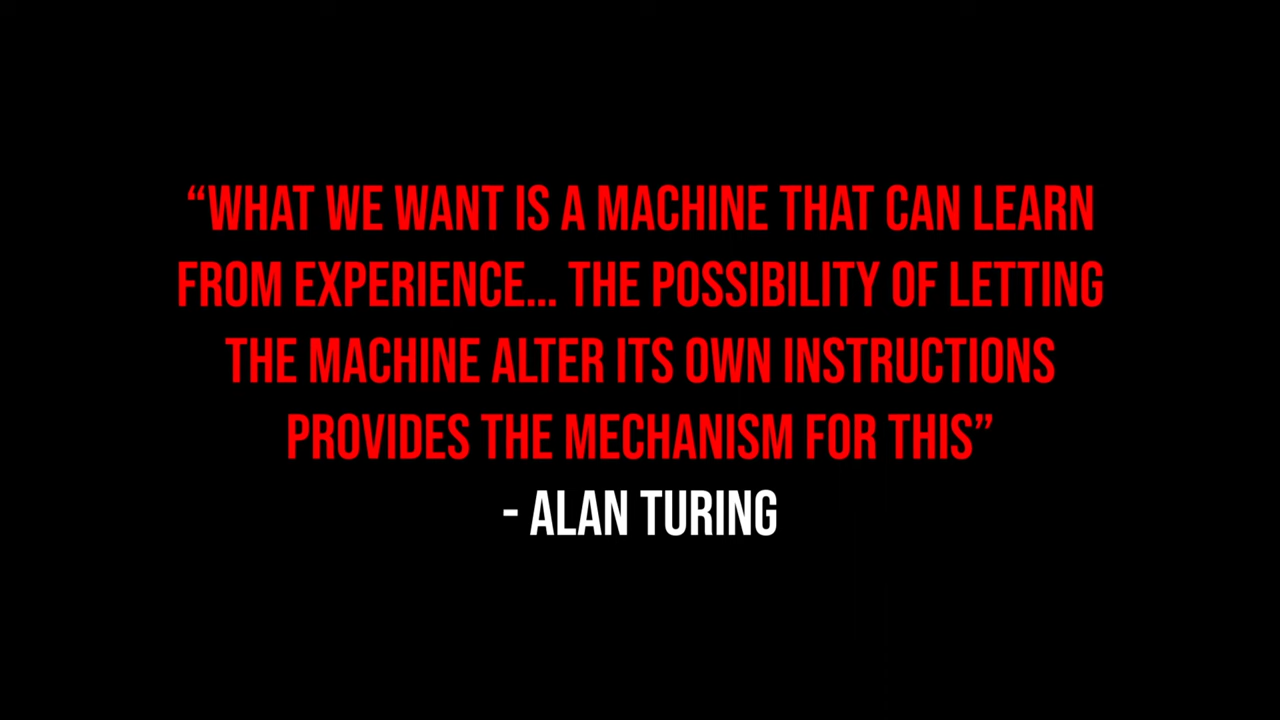 “WHAT WE WANT IS A MACHINE THAT CAN LEARN
FROM EXPERIENCE... THE POSSIBILITY OF LETTING
THE MACHINE ALTER ITS OWN INSTRUCTIONS
PROVIDES THE MECHANISM FOR THIS”
- ALAN TURING